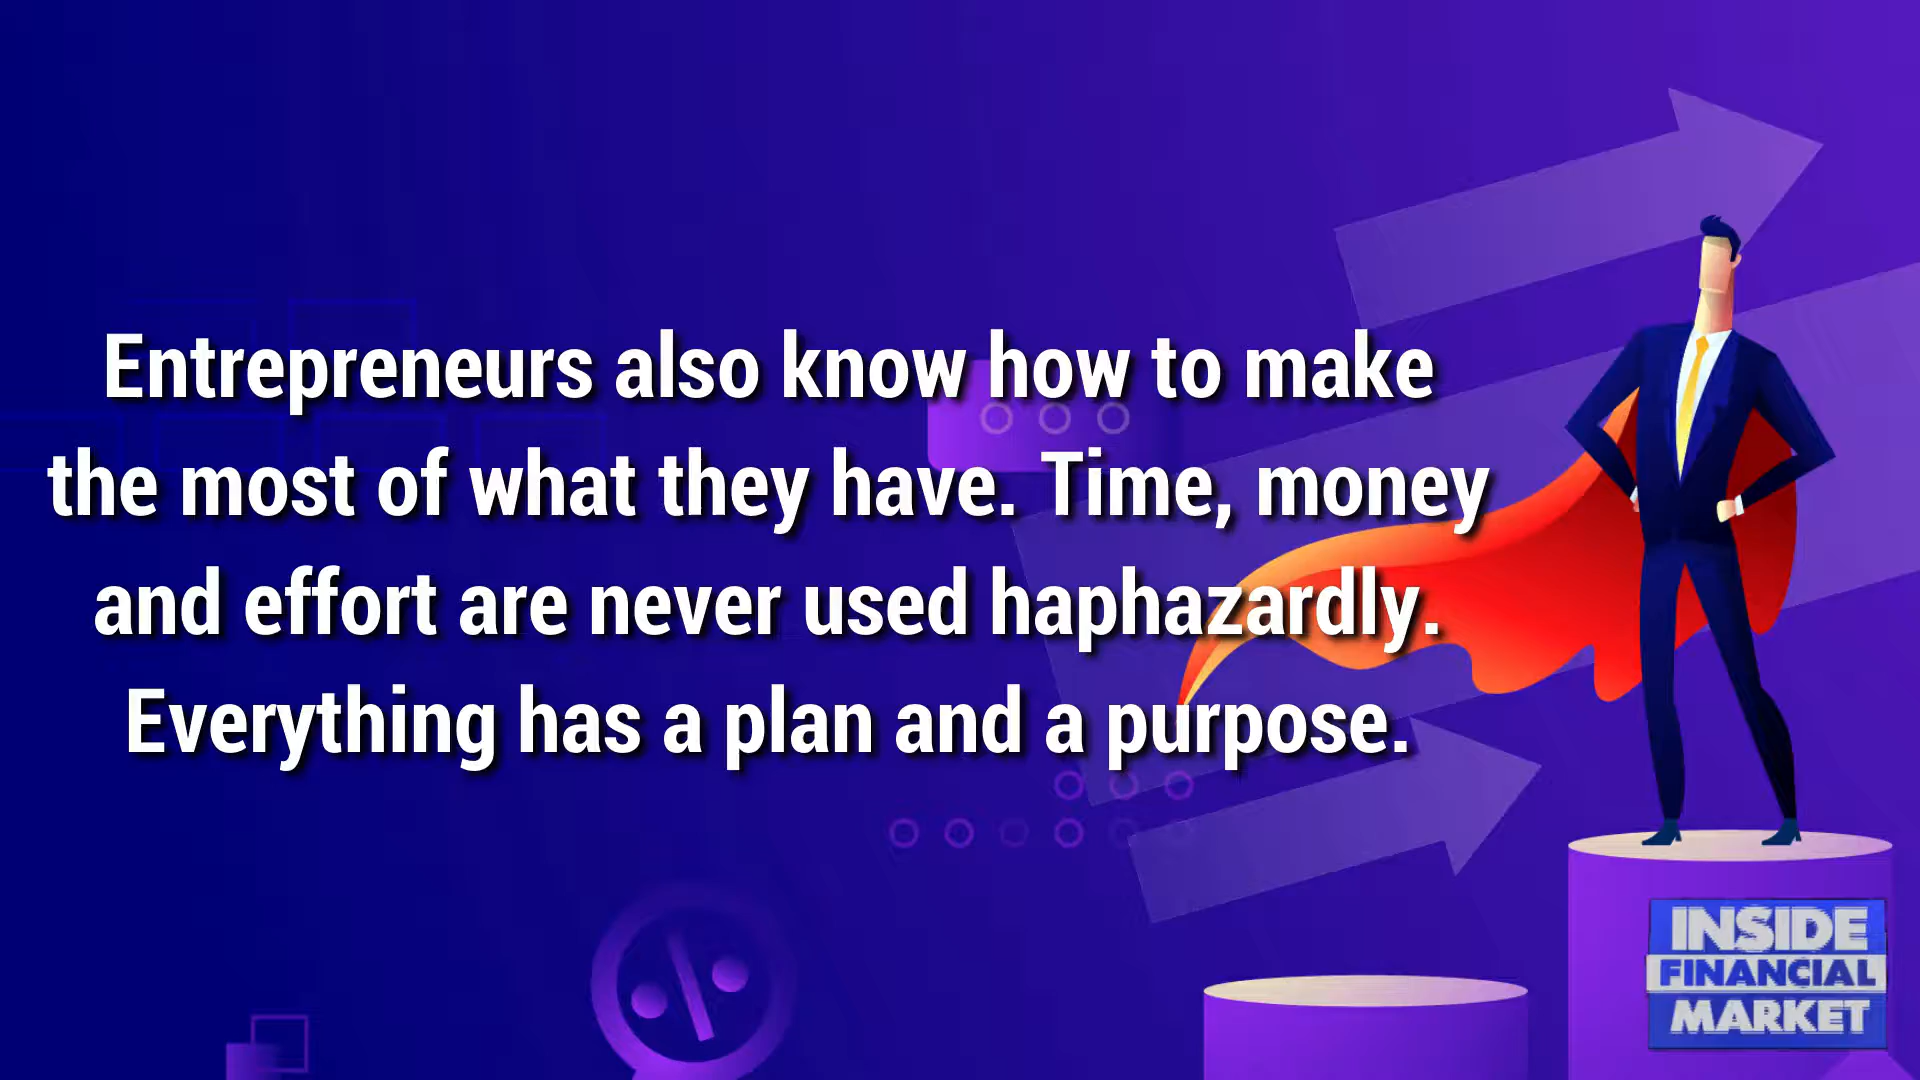 Entrepreneurs also know how to make
the most of what they have. Time, money
and effort are never used haphazardly.
Everything has a plan and a purpose.
INSIDE
FINANCIAL
MARKET